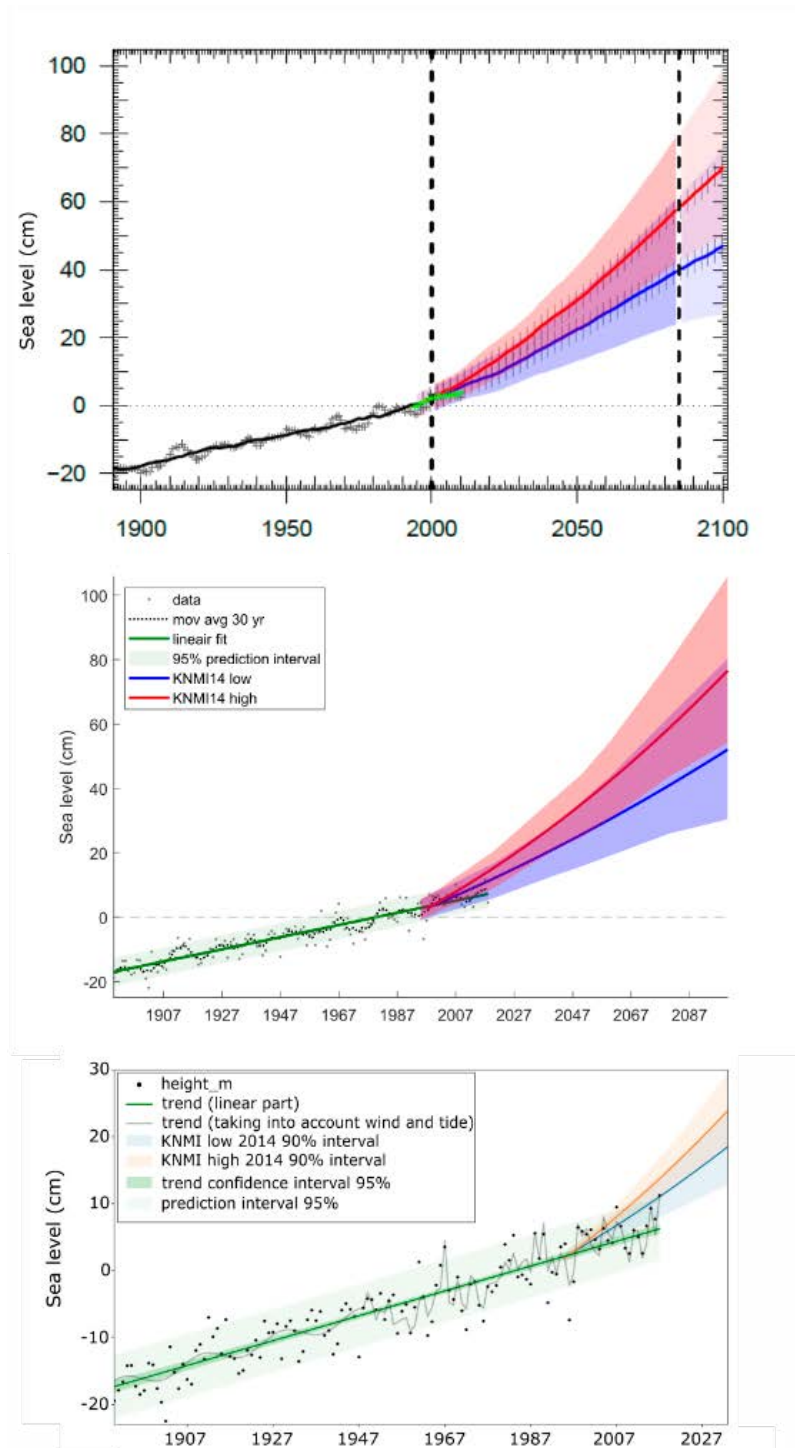 100
80
60
40
20
0
−20
Sea level (cm)
1900 1950 2000 2050 2100
data
mov avg 30 yr
lineair fit
95% prediction interval
KNMI14 low
KNMI14 high
100
80
60
40
20
0
-20
Sea level (cm)
1907 1927 1947 1967 1987 2007 2027 2047 2067 2087
height_m
trend (linear part)
trend (taking into account wind and tide)
KNMI low 2014 90% interval
KNMI high 2014 90% interval
trend confidence interval 95%
prediction interval 95%
30
20
10
0
-10
-20
Sea level (cm)
1907 1927 1947 1967 1987 2007 2027